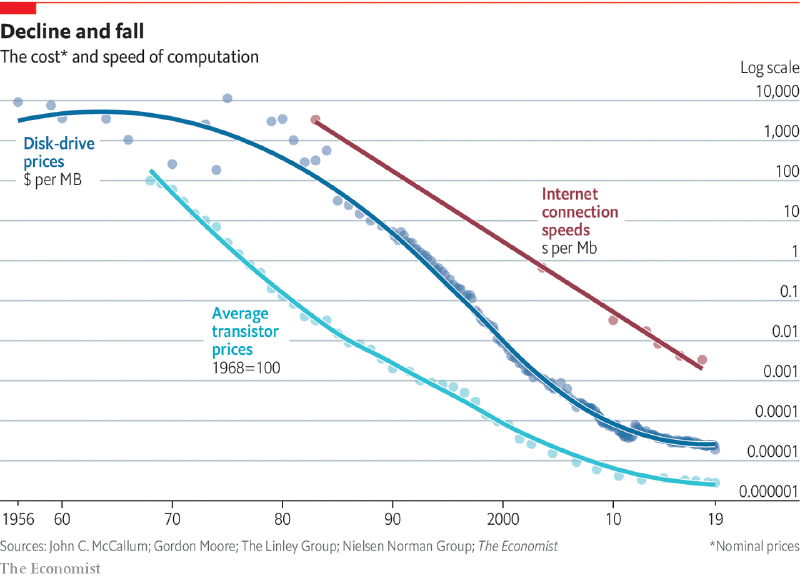 Decline and fall
The cost* and speed of computation
Log scale
10,000
1,000
100
10
1
0.1
0.01
0.001
0.0001
0.00001
0.000001
Disk-drive
prices
$ per MB
Internet
connection
speeds
s per Mb
Average
transistor
prices
1968=100
1956 60 70 80 90 2000 10 19
Sources: John C. McCallum; Gordon Moore; The Linley Group; Nielsen Norman Group; The Economist
*Nominal prices
The Economist